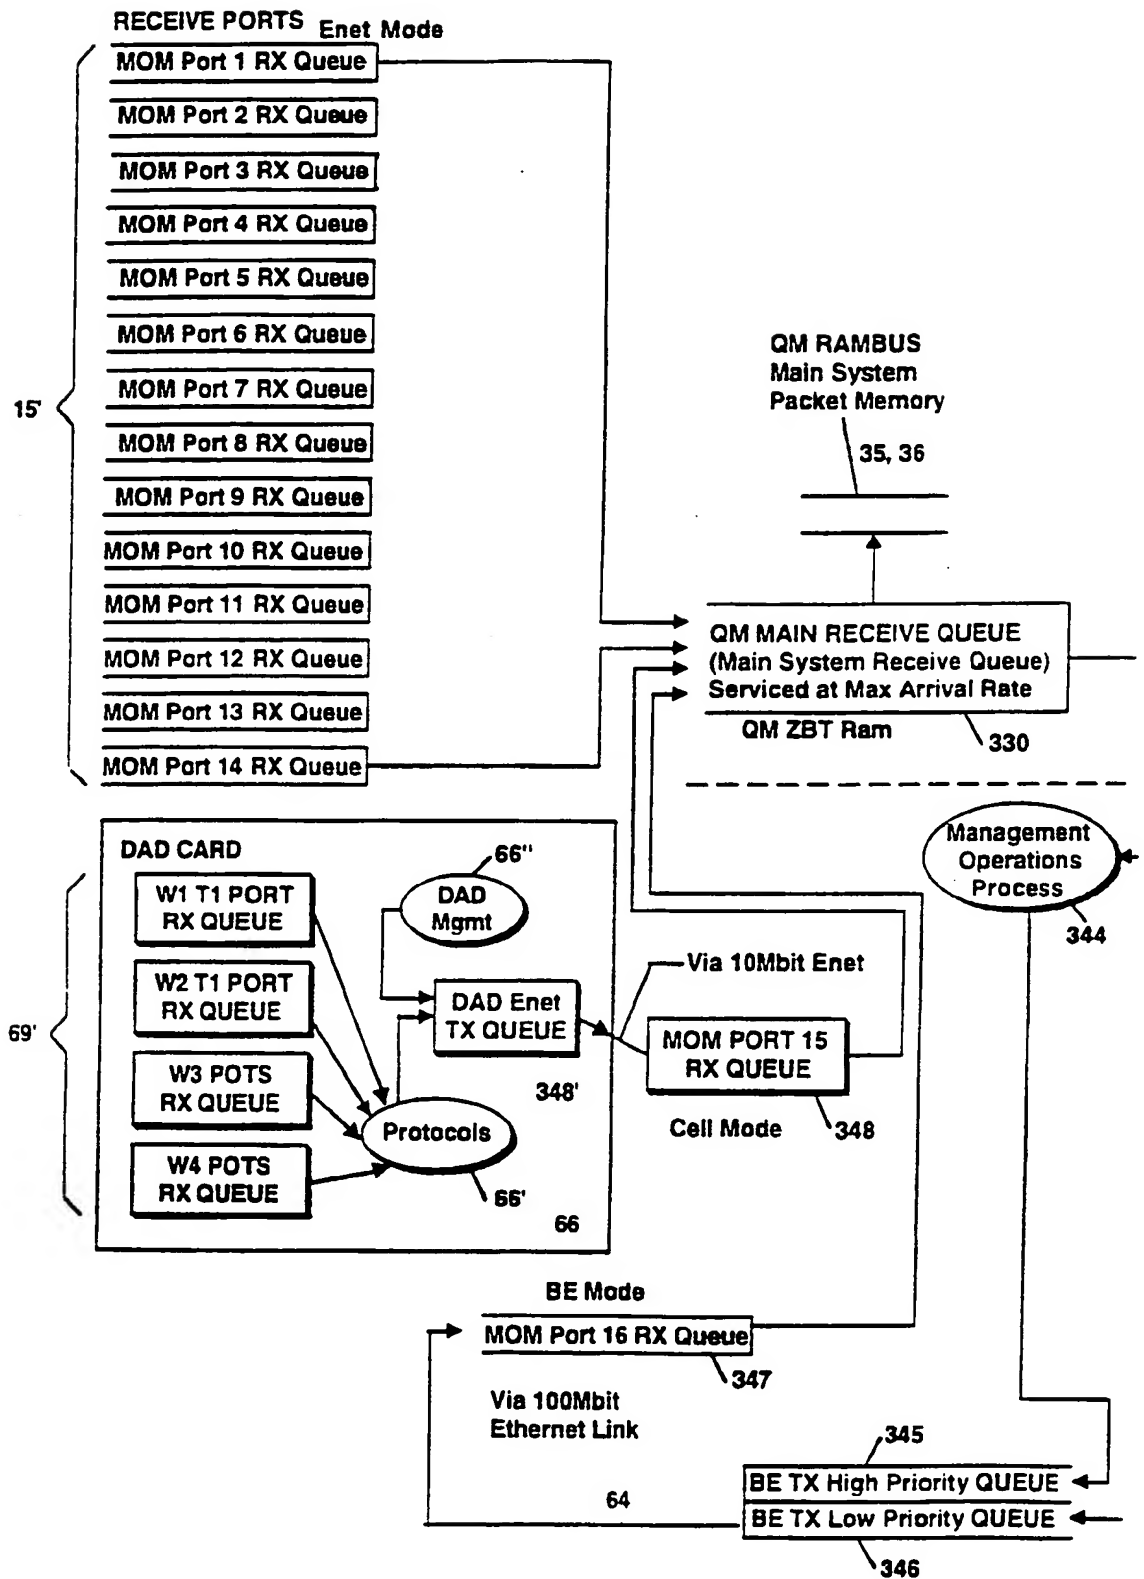 RECEIVE PORTS Enet Mode
MOM Port 1 RX Queue
MOM Port 2 RX Queue
MOM Port 3 RX Queue
MOM Port 4 RX Queue
MOM Port 5 RX Queue
MOM Port 6 RX Queue
MOM Port 7 RX Queue
MOM Port 8 RX Queue
MOM Port 9 RX Queue
MOM Port 10 RX Queue
MOM Port 11 RX Queue
MOM Port 12 RX Queue
MOM Port 13 RX Queue
MOM Port 14 RX Queue
15'
QM RAMBUS
Main System
Packet Memory
35, 36
QM MAIN RECEIVE QUEUE
(Main System Receive Queue)
Serviced at Max Arrival Rate
QM ZBT Ram
330
Management
Operations
Process
344
DAD CARD
69'
W1 T1 PORT
RX QUEUE
W2 T1 PORT
RX QUEUE
W3 POTS
RX QUEUE
W4 POTS
RX QUEUE
66"
DAD
Mgmt
DAD Enet
TX QUEUE
348'
Protocols
66'
66
Via 10Mbit Enet
MOM PORT 15
RX QUEUE
Cell Mode
348
BE Mode
MOM Port 16 RX Queue
347
Via 100Mbit
Ethernet Link
345
BE TX High Priority QUEUE
64
BE TX Low Priority QUEUE
346